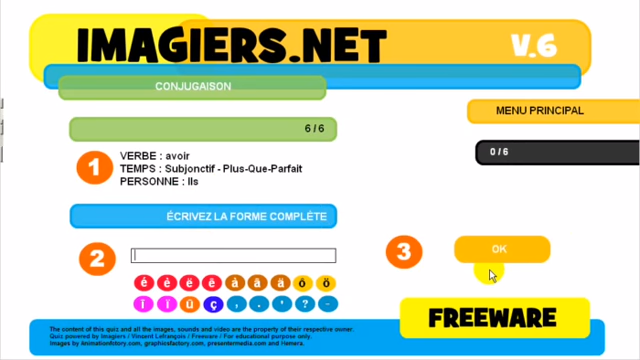 IMAGIERS.NET
V.6
CONJUGAISON
MENU PRINCIPAL
6 / 6
0 / 6
1
VERBE : avoir
TEMPS : Subjonctif - Plus-Que-Parfait
PERSONNE : Ils
ÉCRIVEZ LA FORME COMPLÈTE
2
3
OK
ç , . ' ? -
FREEWARE
The content of this quiz and all the images, sounds and video are the property of their respective owner.
Quiz powered by Imagiers / Vincent Lefrançois / Freeware / For educational purpose only.
Images by animationfctory.com, graphicsfactory.com, presentermedia.com and Hemera.